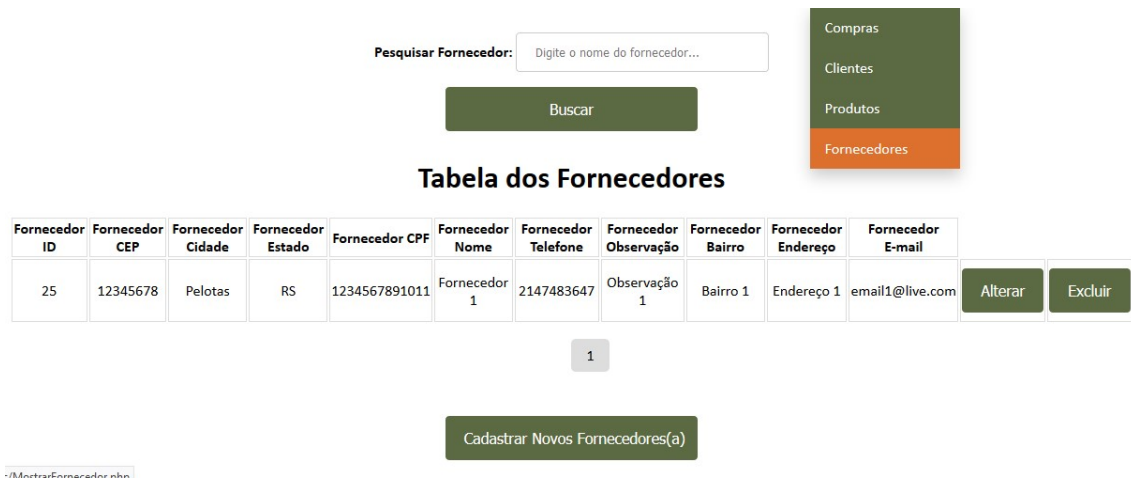 Compras
Pesquisar Fornecedor: Digite o nome do fornecedor...
Clientes
Buscar
Produtos
Fornecedores
Tabela dos Fornecedores
Fornecedor ID Fornecedor CEP Fornecedor Cidade Fornecedor Estado Fornecedor CPF Fornecedor Nome Fornecedor Telefone Fornecedor Observação Fornecedor Bairro Fornecedor Endereço Fornecedor E-mail
25 12345678 Pelotas RS 1234567891011 Fornecedor 1 2147483647 Observação 1 Bairro 1 Endereço 1 email1@live.com Alterar Excluir
1
Cadastrar Novos Fornecedores(a)
:/MostrarFornecedor.php